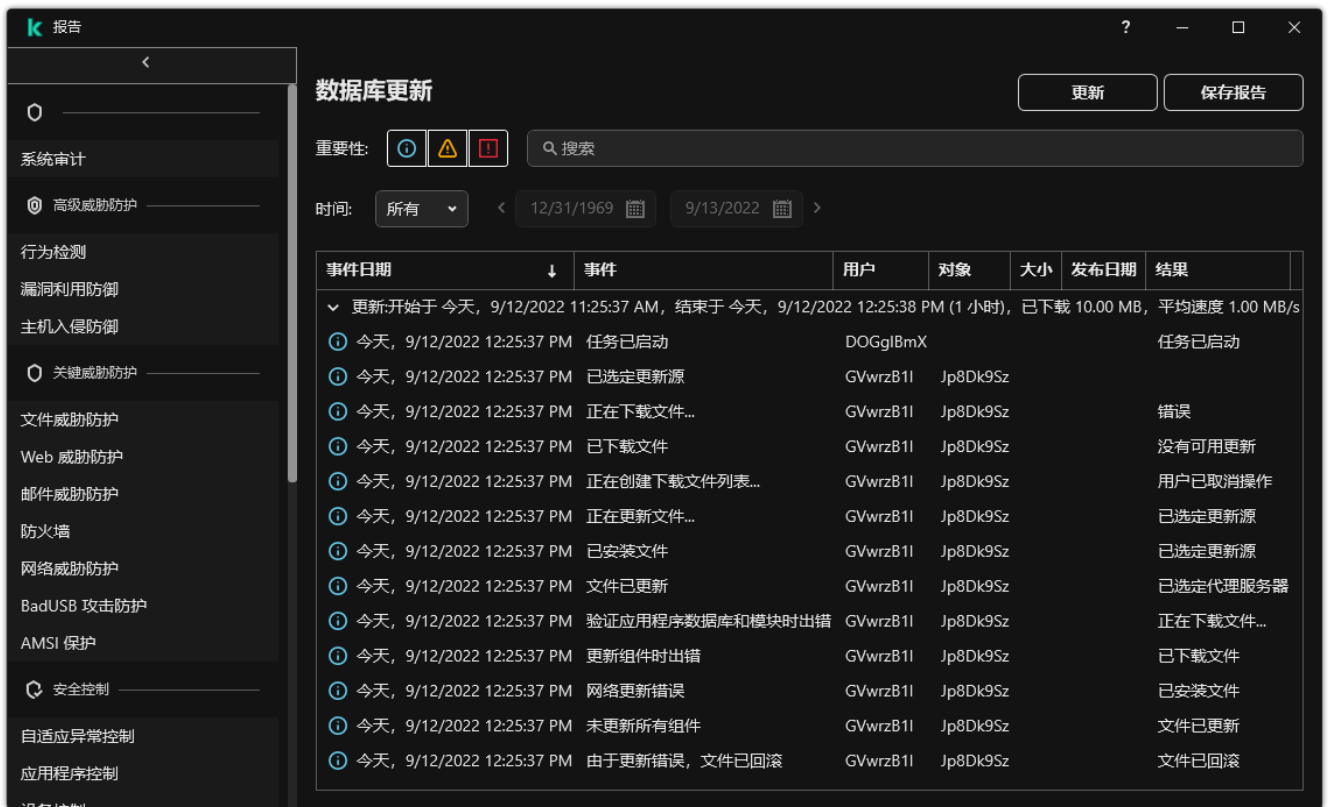 报告
?
系统审计
高级威胁防护
行为检测
漏洞利用防御
主机入侵防御
关键威胁防护
文件威胁防护
Web 威胁防护
邮件威胁防护
防火墙
网络威胁防护
BadUSB 攻击防护
AMSI 保护
安全控制
自适应异常控制
应用程序控制
数据库更新
更新 保存报告
重要性: 搜索
时间: 所有 12/31/1969 9/13/2022
事件日期 事件 用户 对象 大小 发布日期 结果
更新:开始于 今天，9/12/2022 11:25:37 AM，结束于 今天，9/12/2022 12:25:38 PM (1 小时)，已下载 10.00 MB，平均速度 1.00 MB/s
今天，9/12/2022 12:25:37 PM 任务已启动 DOGgIBmX 任务已启动
今天，9/12/2022 12:25:37 PM 已选定更新源 GVwrzB1I Jp8Dk9Sz
今天，9/12/2022 12:25:37 PM 正在下载文件... GVwrzB1I Jp8Dk9Sz 错误
今天，9/12/2022 12:25:37 PM 已下载文件 GVwrzB1I Jp8Dk9Sz 没有可用更新
今天，9/12/2022 12:25:37 PM 正在创建下载文件列表... GVwrzB1I Jp8Dk9Sz 用户已取消操作
今天，9/12/2022 12:25:37 PM 正在更新文件... GVwrzB1I Jp8Dk9Sz 已选定更新源
今天，9/12/2022 12:25:37 PM 已安装文件 GVwrzB1I Jp8Dk9Sz 已选定更新源
今天，9/12/2022 12:25:37 PM 文件已更新 GVwrzB1I Jp8Dk9Sz 已选定代理服务器
今天，9/12/2022 12:25:37 PM 验证应用程序数据库和模块时出错 GVwrzB1I Jp8Dk9Sz 正在下载文件...
今天，9/12/2022 12:25:37 PM 更新组件时出错 GVwrzB1I Jp8Dk9Sz 已下载文件
今天，9/12/2022 12:25:37 PM 网络更新错误 GVwrzB1I Jp8Dk9Sz 已安装文件
今天，9/12/2022 12:25:37 PM 未更新所有组件 GVwrzB1I Jp8Dk9Sz 文件已更新
今天，9/12/2022 12:25:37 PM 由于更新错误，文件已回滚 GVwrzB1I Jp8Dk9Sz 文件已回滚